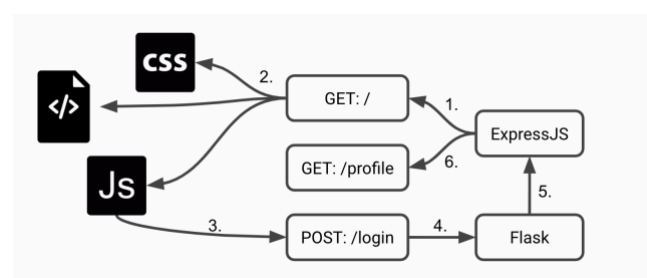 css
2.
</>
GET: /
1.
ExpressJS
GET: /profile
6.
Js
5.
3.
POST: /login
4.
Flask